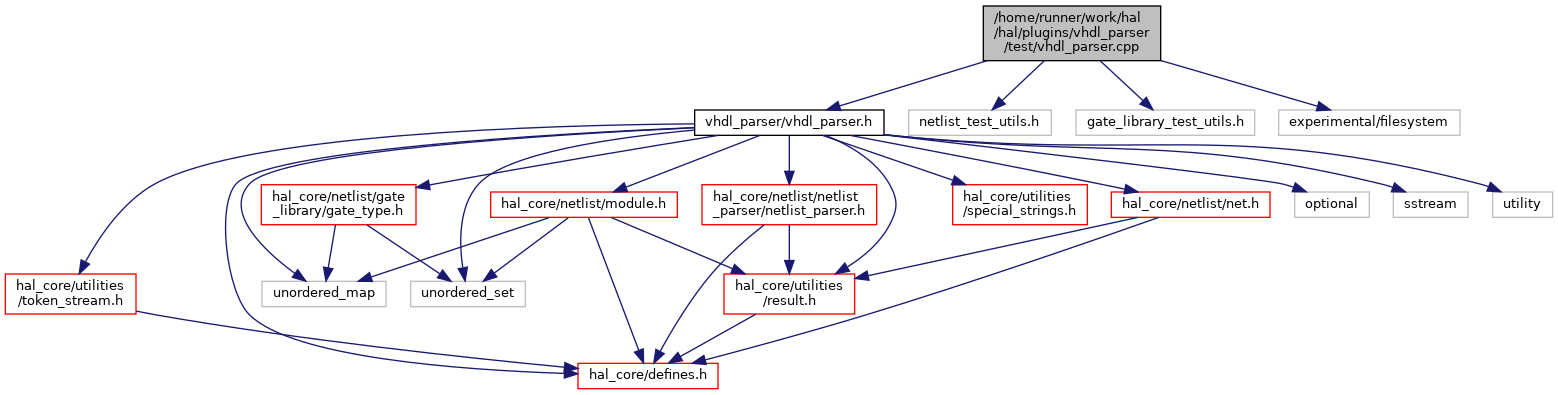 /home/runner/work/hal
/hal/plugins/vhdl_parser
/test/vhdl_parser.cpp
vhdl_parser/vhdl_parser.h
netlist_test_utils.h
gate_library_test_utils.h
experimental/filesystem
hal_core/netlist/gate
_library/gate_type.h
hal_core/netlist/module.h
hal_core/netlist/netlist
_parser/netlist_parser.h
hal_core/utilities
/special_strings.h
hal_core/netlist/net.h
optional
sstream
utility
hal_core/utilities
/token_stream.h
unordered_map
unordered_set
hal_core/utilities
/result.h
hal_core/defines.h